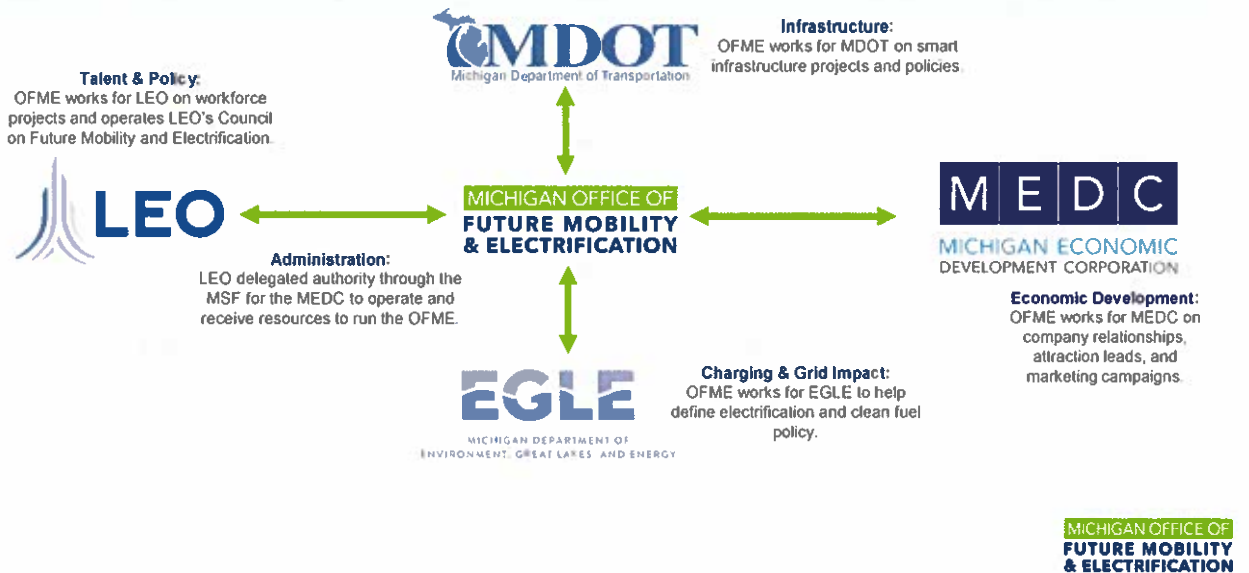 MDOT
Michigan Department of Transportation
Infrastructure:
OFME works for MDOT on smart
infrastructure projects and policies.
Talent & Policy:
OFME works for LEO on workforce
projects and operates LEO's Council
on Future Mobility and Electrification.
LEO
MICHIGAN OFFICE OF
FUTURE MOBILITY
& ELECTRIFICATION
MEDC
MICHIGAN ECONOMIC
DEVELOPMENT CORPORATION
Administration:
LEO delegated authority through the
MSF for the MEDC to operate and
receive resources to run the OFME.
Economic Development:
OFME works for MEDC on
company relationships,
attraction leads, and
marketing campaigns.
EGLE
MICHIGAN DEPARTMENT OF
ENVIRONMENT, GREAT LAKES, AND ENERGY
Charging & Grid Impact:
OFME works for EGLE to help
define electrification and clean fuel
policy.
MICHIGAN OFFICE OF
FUTURE MOBILITY
& ELECTRIFICATION